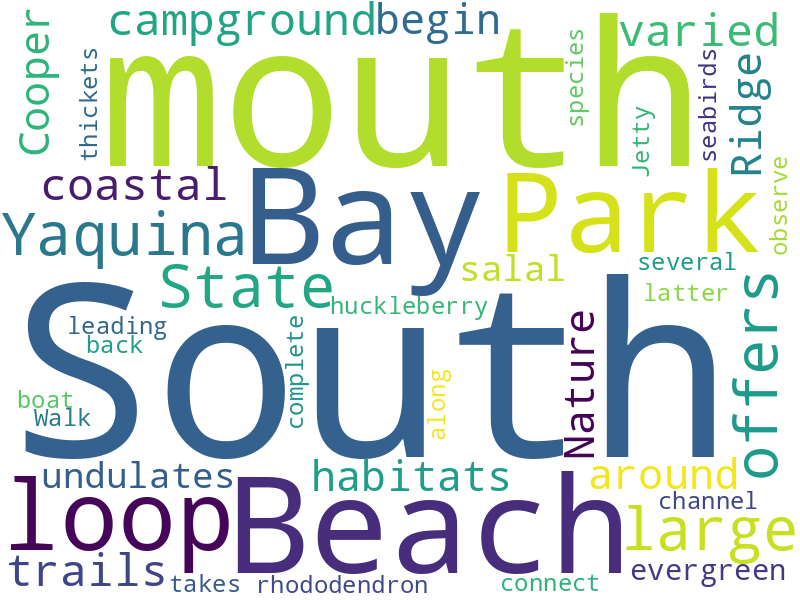 campground
begin
varied
Cooper
thickets
mouth
species
Jetty
seabirds
Ridge
coastal
Bay
Park
observe
Yaquina
State
salal
several
latter
huckleberry
offers
leading
back
South
complete
along
Nature
boat
Walk
undulates
habitats
around
loop
Beach
channel
large
trails
takes
rhododendron
connect
evergreen